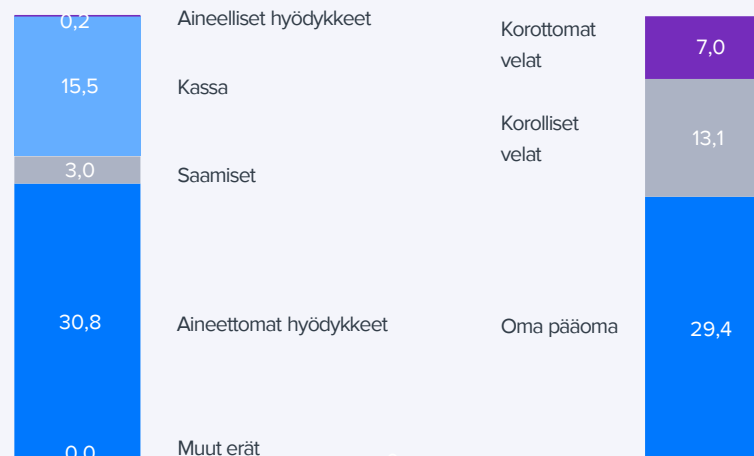 0,2
Aineelliset hyödykkeet
15,5
Kassa
3,0
Saamiset
30,8
Aineettomat hyödykkeet
0,0
Muut erät
Korottomat
velat
7,0
Korolliset
velat
13,1
Oma pääoma
29,4